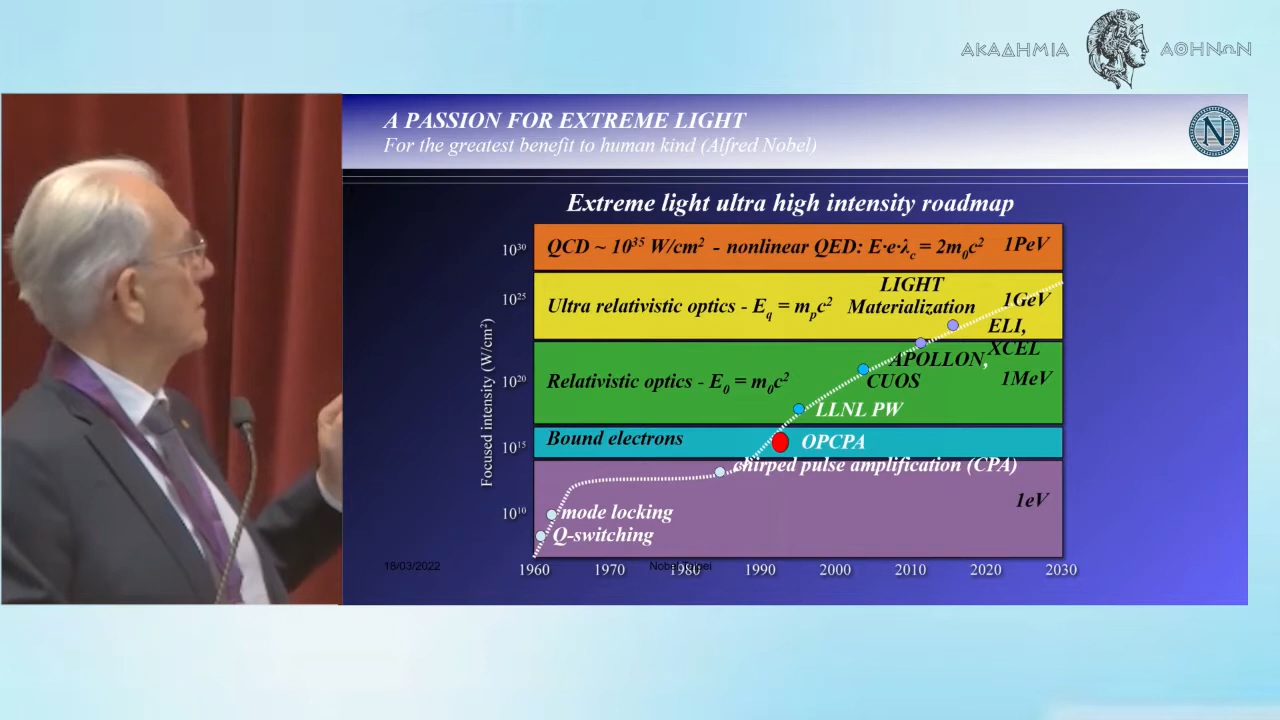 ΑΚΑΔΗΜΙΑ ΑΘΗΝΩΝ
A PASSION FOR EXTREME LIGHT
For the greatest benefit to human kind (Alfred Nobel)
N
Extreme light ultra high intensity roadmap
Focused intensity (W/cm²)
10³⁰
10²⁵
10²⁰
10¹⁵
10¹⁰
QCD ~ 10³⁵ W/cm² - nonlinear QED: E·e·λc = 2m₀c² 1PeV
LIGHT
Ultra relativistic optics - Eq = mpc² Materialization 1GeV
ELI,
XCEL
APOLLON,
Relativistic optics - E₀ = m₀c² CUOS 1MeV
LLNL PW
Bound electrons OPCPA
chirped pulse amplification (CPA)
1eV
mode locking
Q-switching
18/03/2022 Nobel Taipei
1960 1970 1980 1990 2000 2010 2020 2030